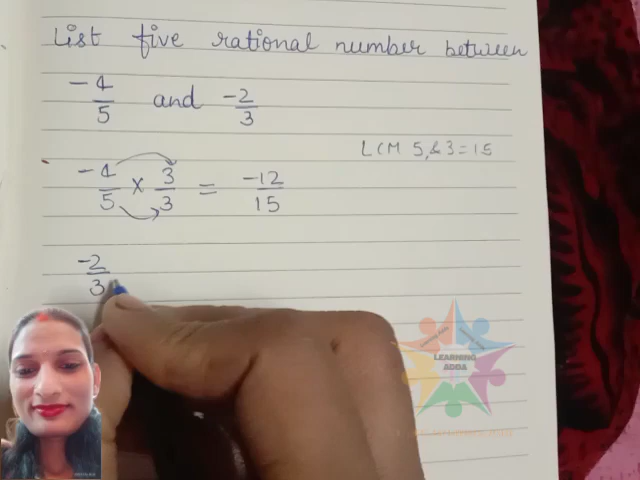 List five rational number between
-4/5 and -2/3
LCM 5,&3=15
-4/5 × 3/3 = -12/15
-2/3
LEARNING
ADDA